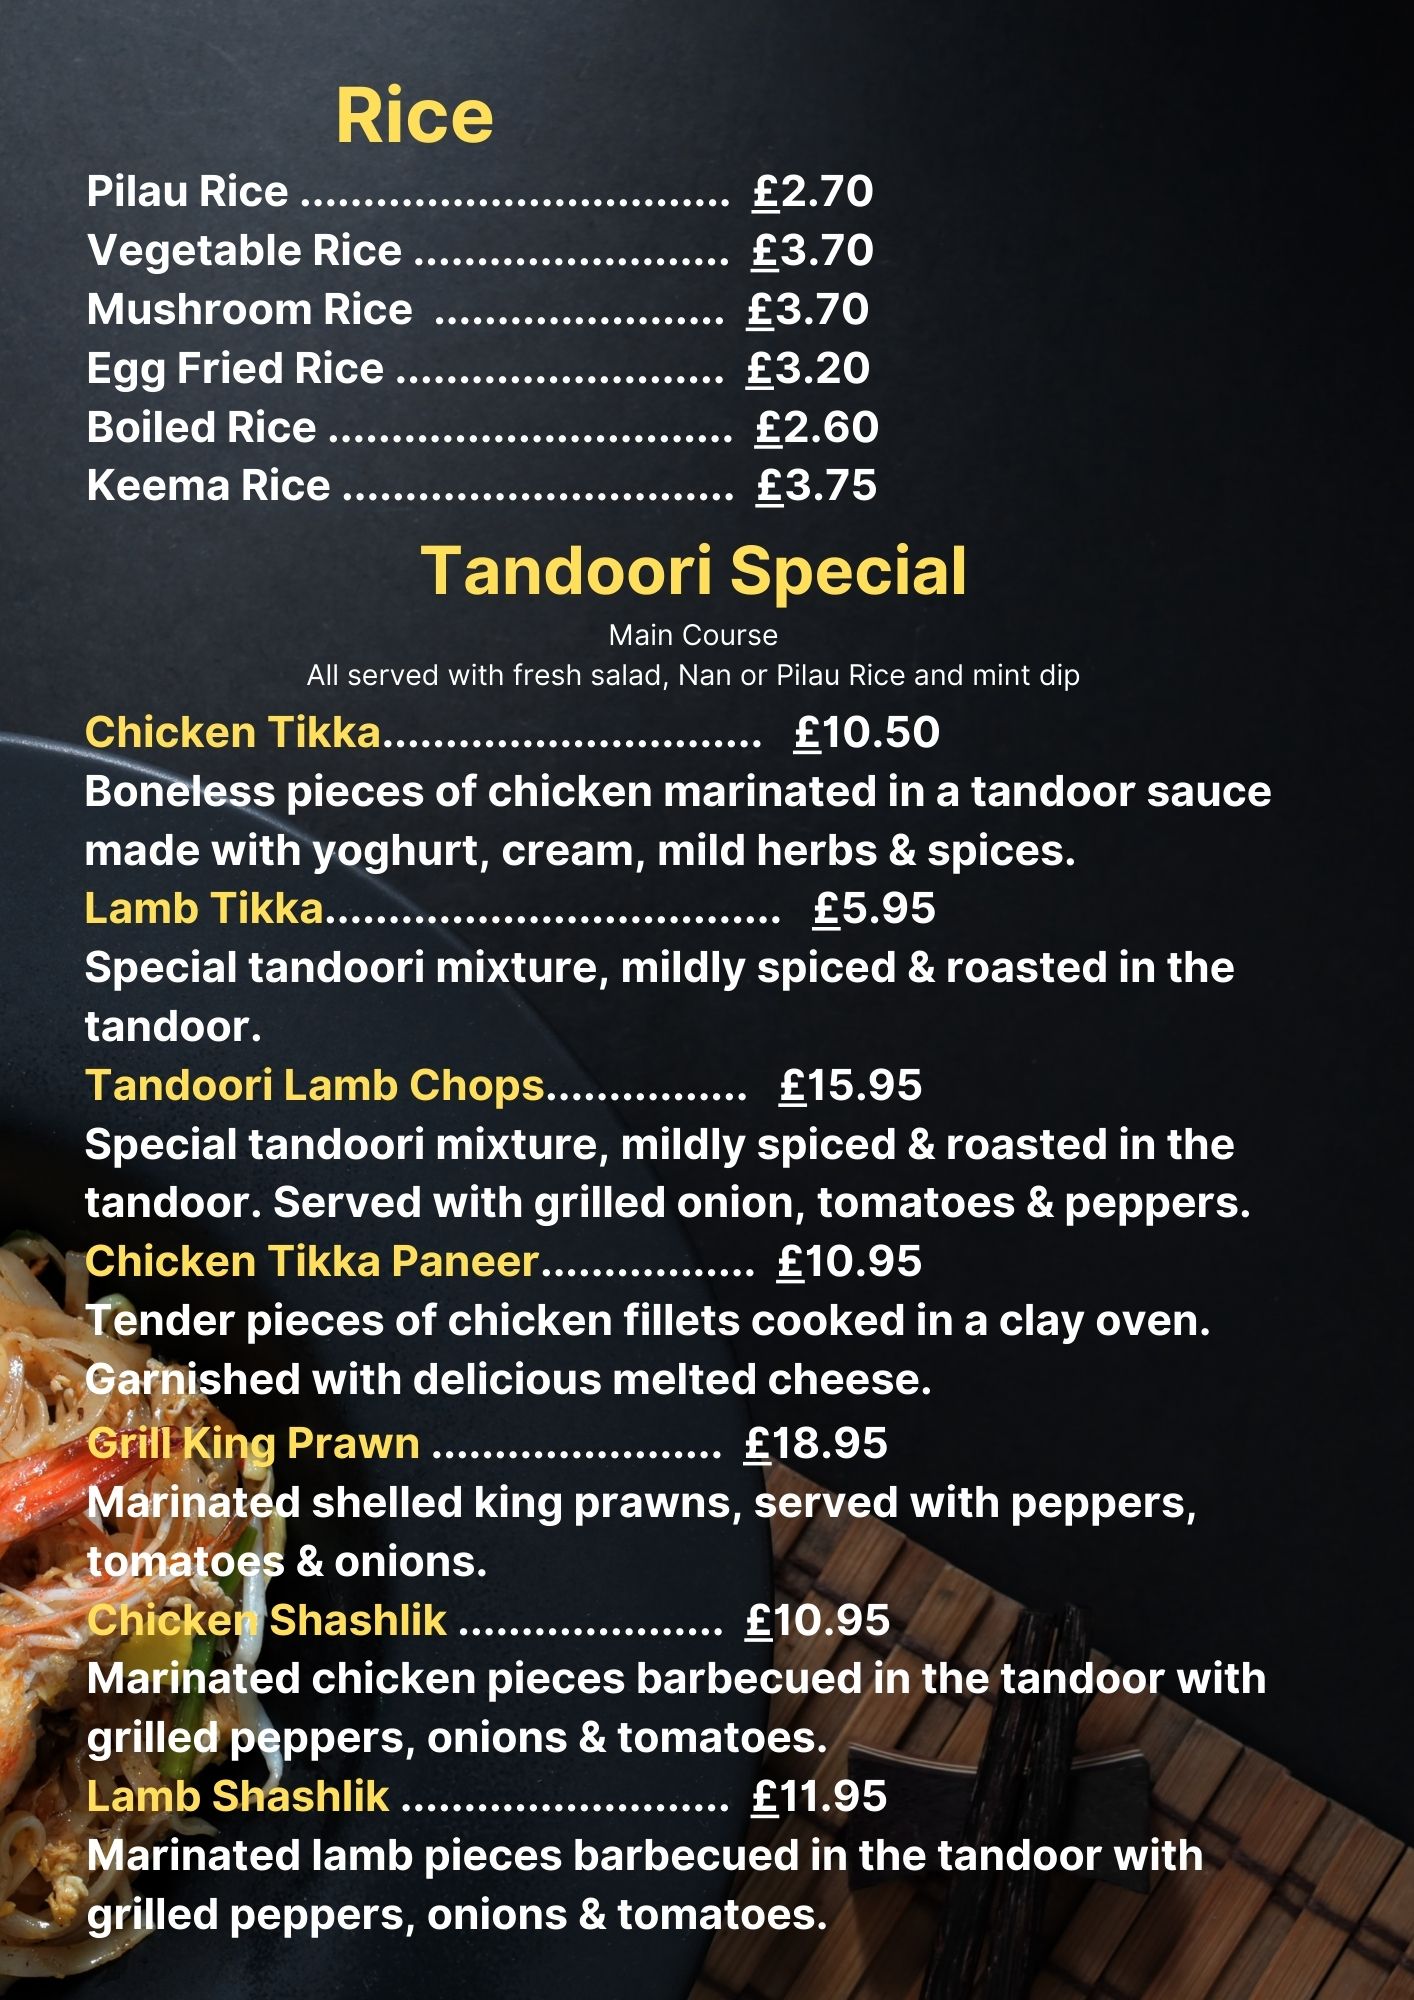 Rice
Pilau Rice .................................. £2.70
Vegetable Rice ......................... £3.70
Mushroom Rice ....................... £3.70
Egg Fried Rice .......................... £3.20
Boiled Rice ................................ £2.60
Keema Rice ............................... £3.75
Tandoori Special
Main Course
All served with fresh salad, Nan or Pilau Rice and mint dip
Chicken Tikka.............................. £10.50
Boneless pieces of chicken marinated in a tandoor sauce
made with yoghurt, cream, mild herbs & spices.
Lamb Tikka.................................... £5.95
Special tandoori mixture, mildly spiced & roasted in the
tandoor.
Tandoori Lamb Chops................ £15.95
Special tandoori mixture, mildly spiced & roasted in the
tandoor. Served with grilled onion, tomatoes & peppers.
Chicken Tikka Paneer................. £10.95
Tender pieces of chicken fillets cooked in a clay oven.
Garnished with delicious melted cheese.
Grill King Prawn ....................... £18.95
Marinated shelled king prawns, served with peppers,
tomatoes & onions.
Chicken Shashlik ..................... £10.95
Marinated chicken pieces barbecued in the tandoor with
grilled peppers, onions & tomatoes.
Lamb Shashlik .......................... £11.95
Marinated lamb pieces barbecued in the tandoor with
grilled peppers, onions & tomatoes.